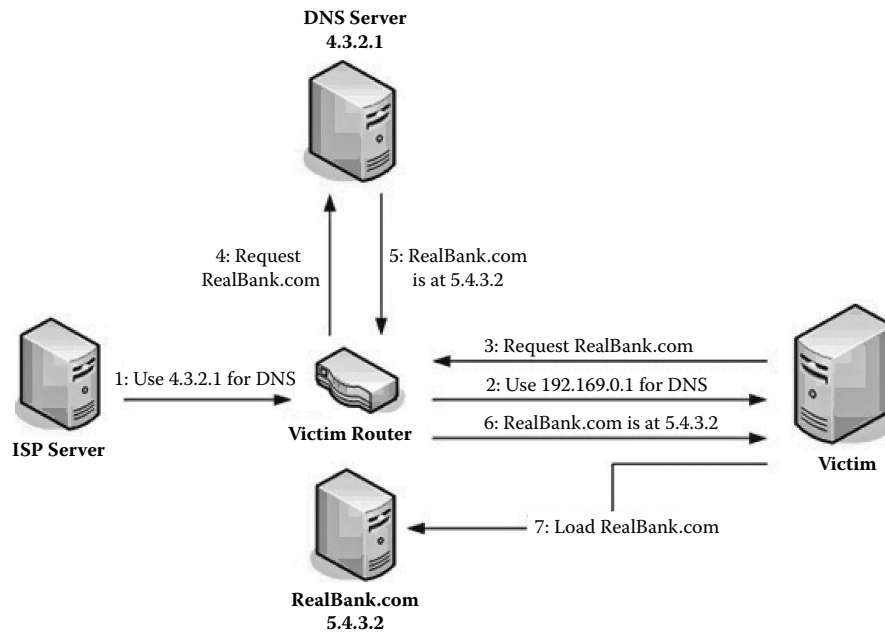 DNS Server
4.3.2.1
4: Request
RealBank.com
5: RealBank.com
is at 5.4.3.2
3: Request RealBank.com
1: Use 4.3.2.1 for DNS
2: Use 192.169.0.1 for DNS
6: RealBank.com is at 5.4.3.2
ISP Server
Victim Router
Victim
7: Load RealBank.com
RealBank.com
5.4.3.2